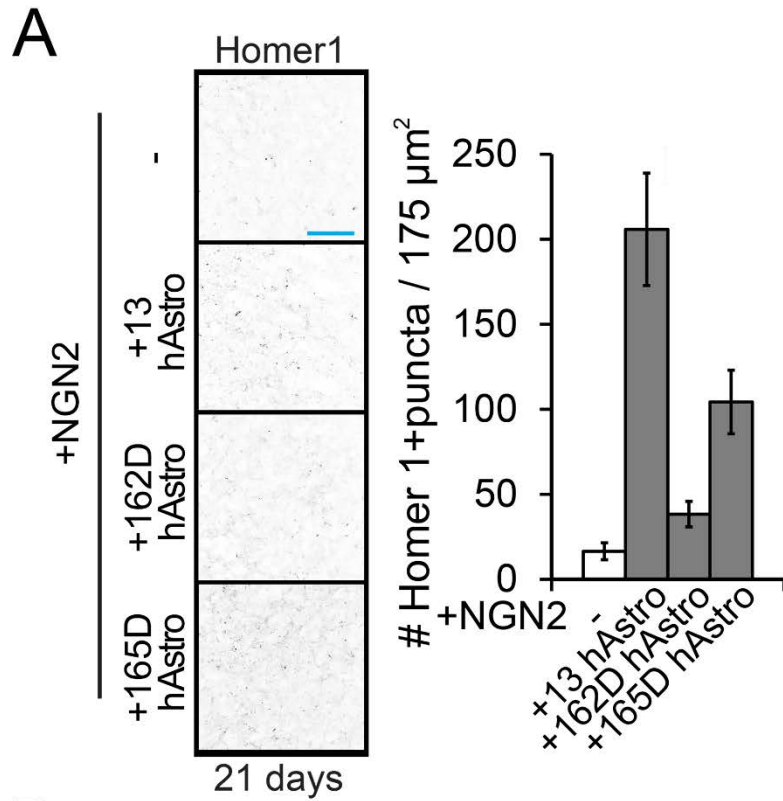 A
Homer1
+NGN2
-
+13
hAstro
+162D
hAstro
+165D
hAstro
21 days
# Homer 1+puncta / 175 µm²
250
200
150
100
50
0
+NGN2
-
+13 hAstro
+162D hAstro
+165D hAstro